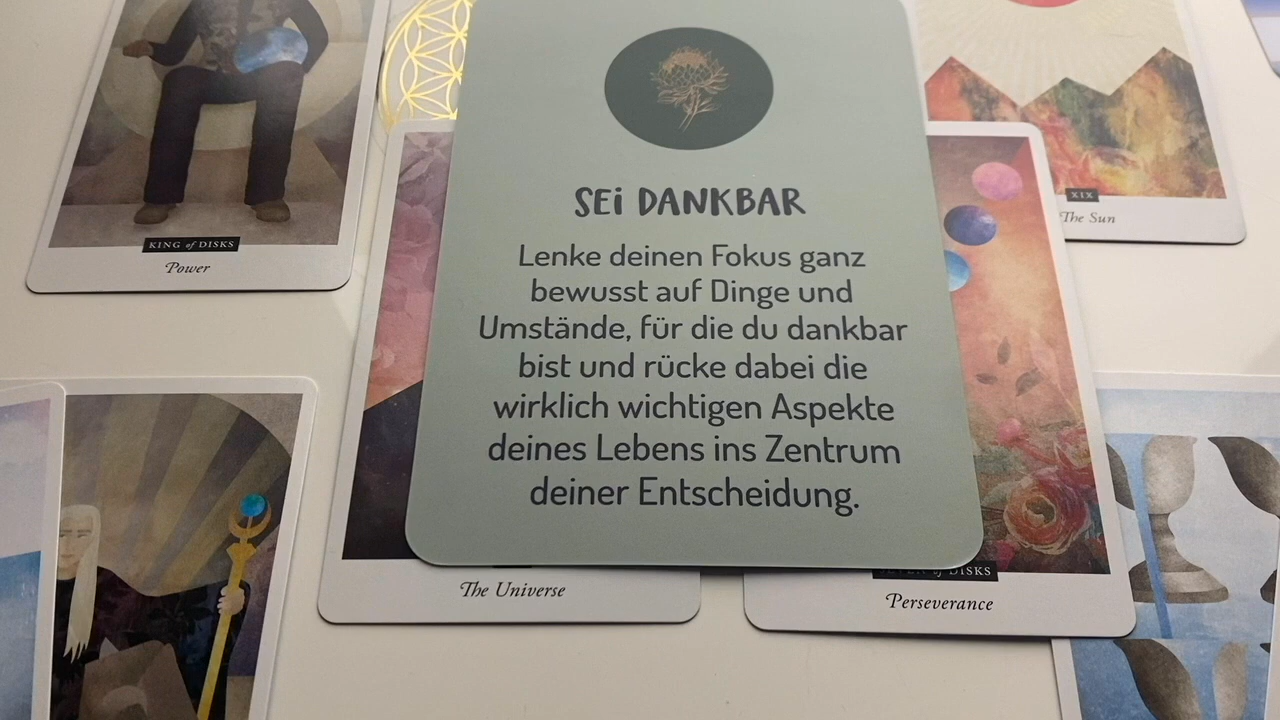 SEi DANKBAR
Lenke deinen Fokus ganz
bewusst auf Dinge und
Umstände, für die du dankbar
bist und rücke dabei die
wirklich wichtigen Aspekte
deines Lebens ins Zentrum
deiner Entscheidung.
KING of DISKS
Power
XIX
The Sun
The Universe
SEVEN of DISKS
Perseverance